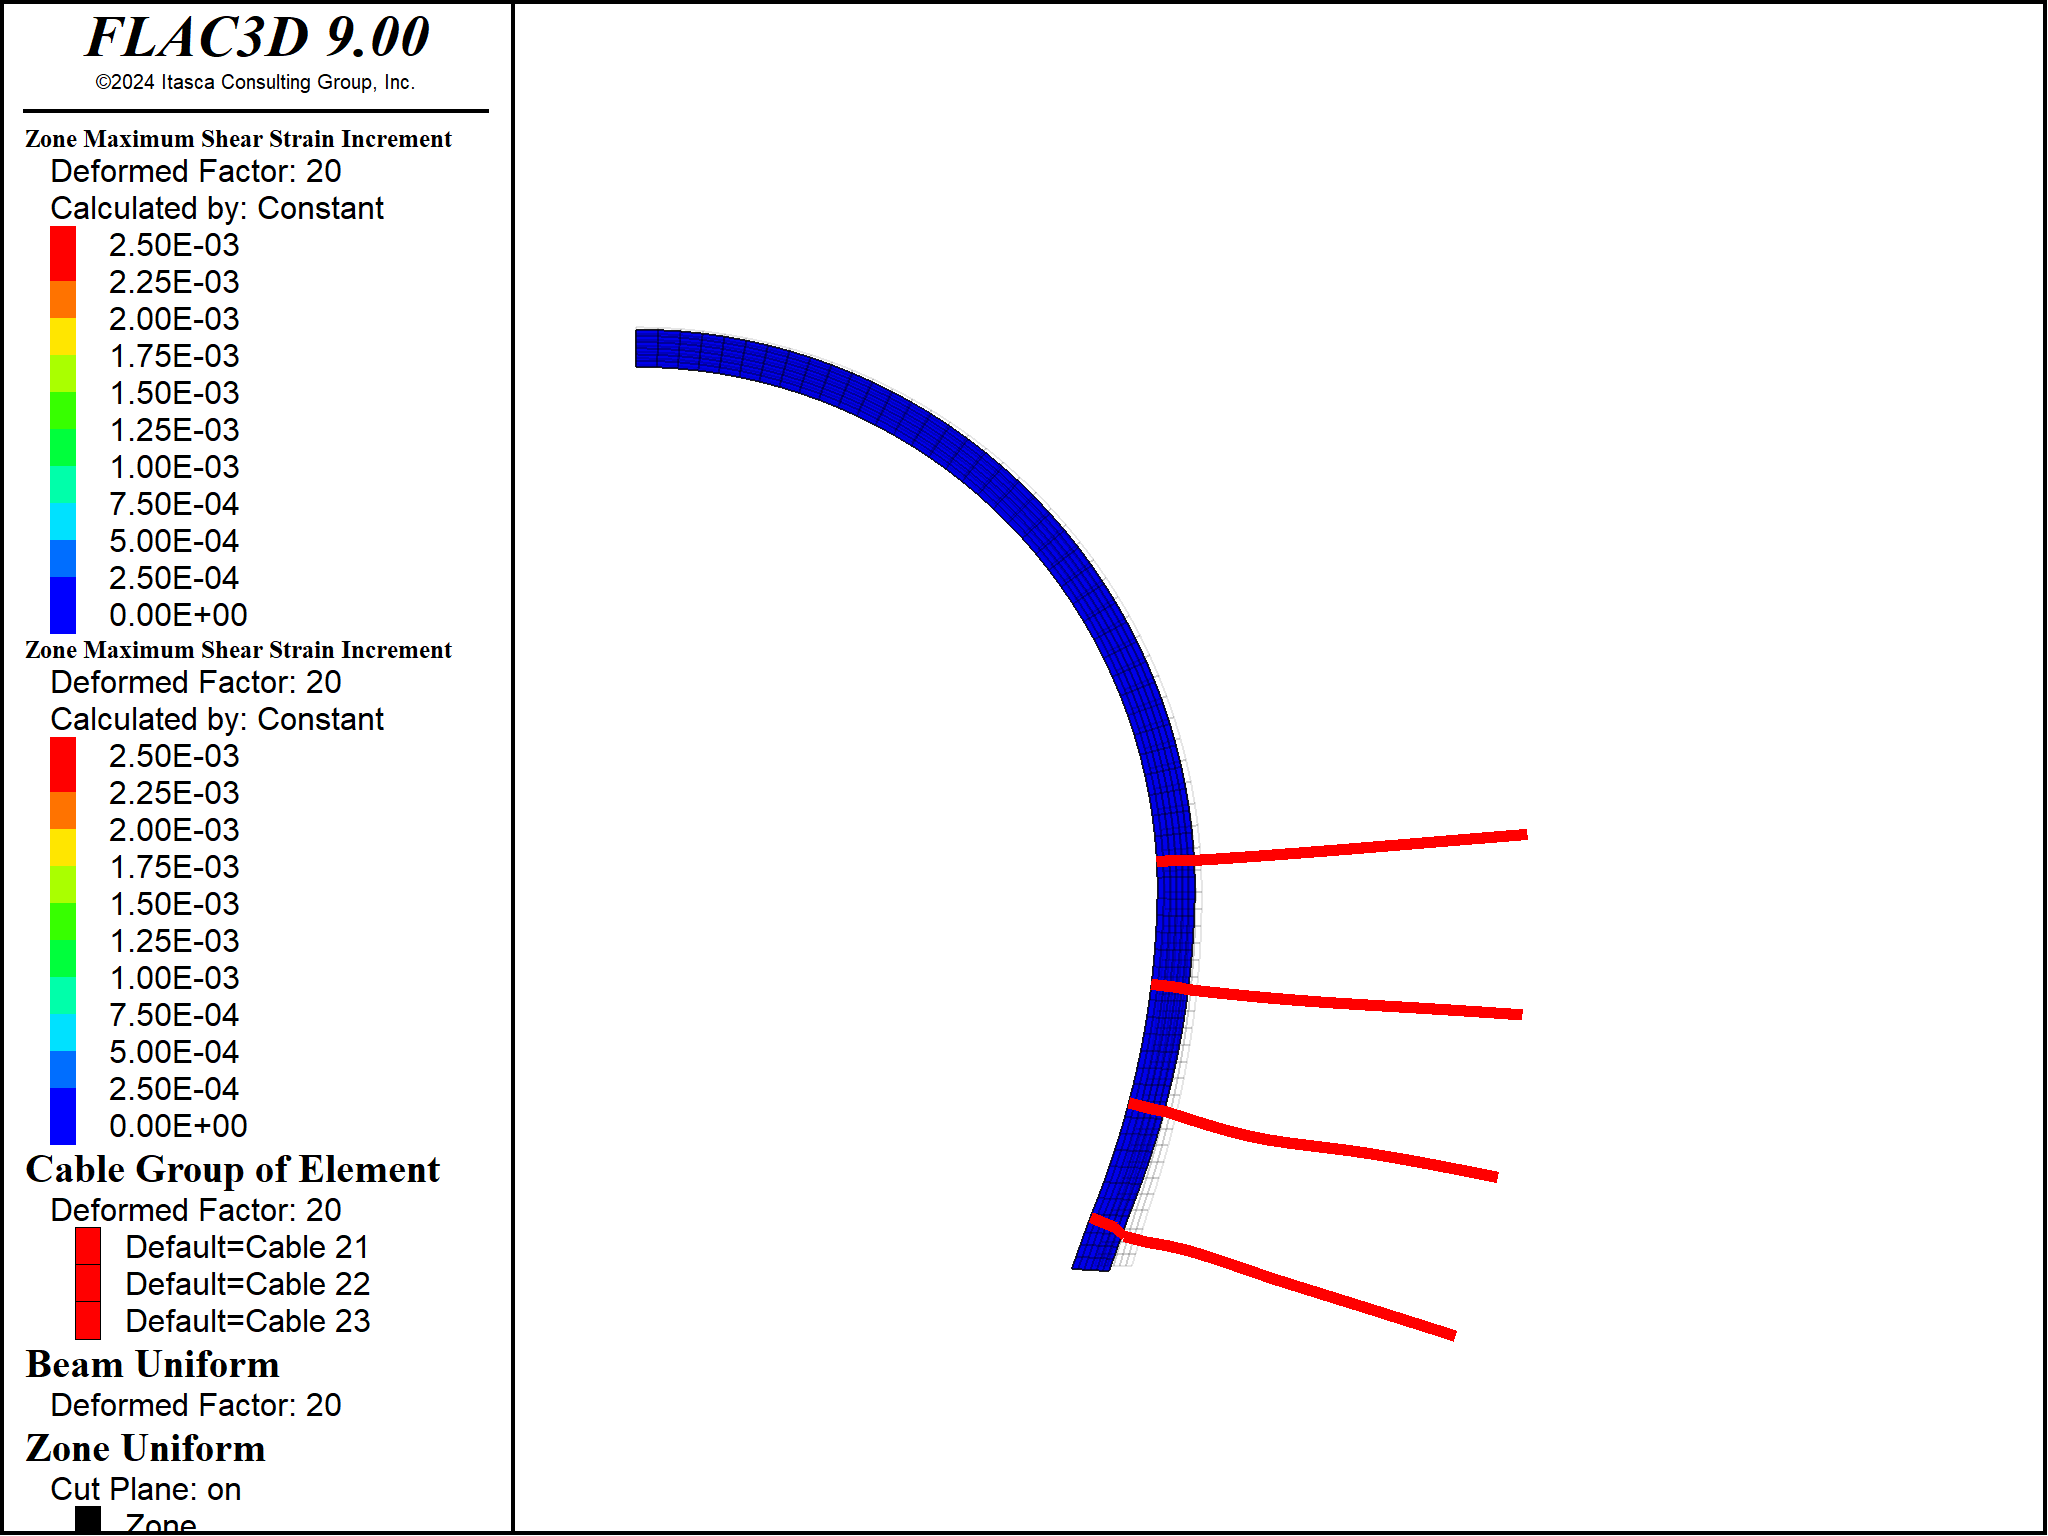 FLAC3D 9.00
©2024 Itasca Consulting Group, Inc.
Zone Maximum Shear Strain Increment
Deformed Factor: 20
Calculated by: Constant
2.50E-03
2.25E-03
2.00E-03
1.75E-03
1.50E-03
1.25E-03
1.00E-03
7.50E-04
5.00E-04
2.50E-04
0.00E+00
Zone Maximum Shear Strain Increment
Deformed Factor: 20
Calculated by: Constant
2.50E-03
2.25E-03
2.00E-03
1.75E-03
1.50E-03
1.25E-03
1.00E-03
7.50E-04
5.00E-04
2.50E-04
0.00E+00
Cable Group of Element
Deformed Factor: 20
Default=Cable 21
Default=Cable 22
Default=Cable 23
Beam Uniform
Deformed Factor: 20
Zone Uniform
Cut Plane: on
Zone